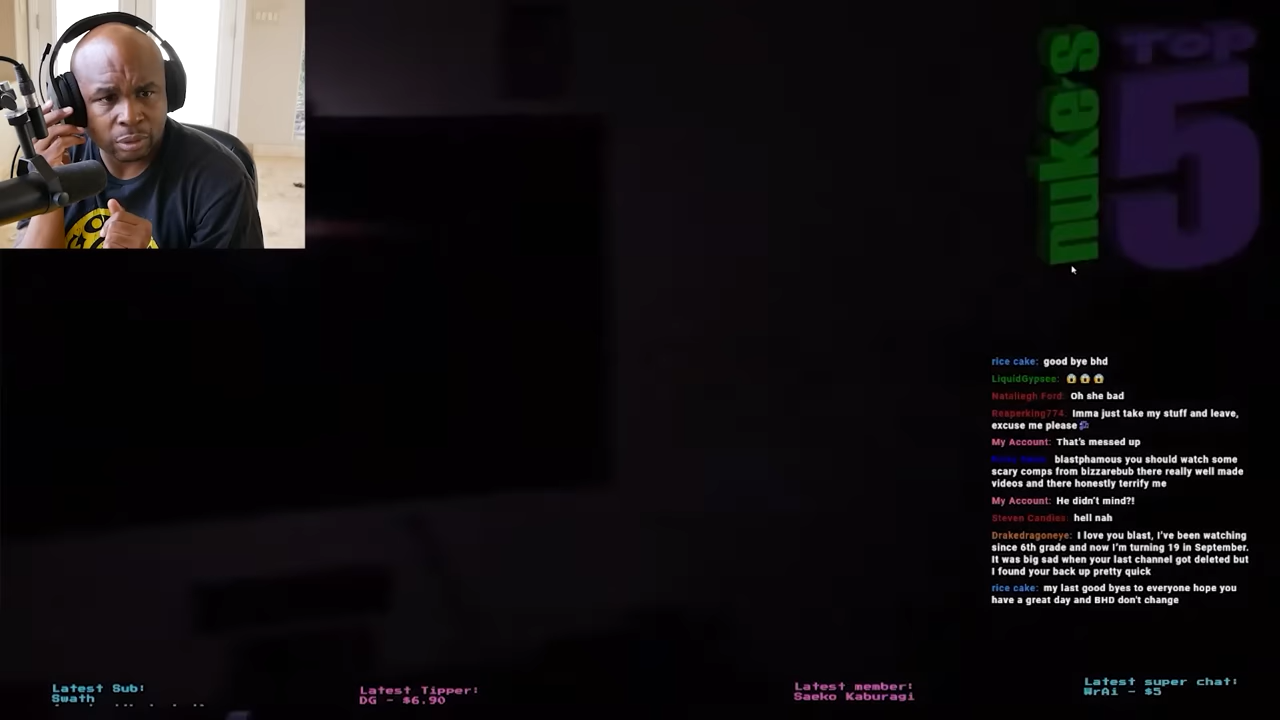 nuke's
TOP
5
rice cake: good bye bhd
LiquidGypsee: 😱😱😱
Nataliagh Ford: Oh she bad
Reaperking774: Imma just take my stuff and leave,
excuse me please
My Account: That's messed up
blastphamous you should watch some
scary comps from bizzarebub there really well made
videos and there honestly terrify me
My Account: He didn't mind?!
Steven Candies: hell nah
Drakedragoneye: I love you blast, I've been watching
since 6th grade and now I'm turning 19 in September.
It was big sad when your last channel got deleted but
I found your back up pretty quick
rice cake: my last good byes to everyone hope you
have a great day and BHD don't change
Latest Sub:
Swath
Latest Tipper:
DG - $6.90
Latest member:
Saeko Kaburagi
Latest super chat:
WrAi - $5